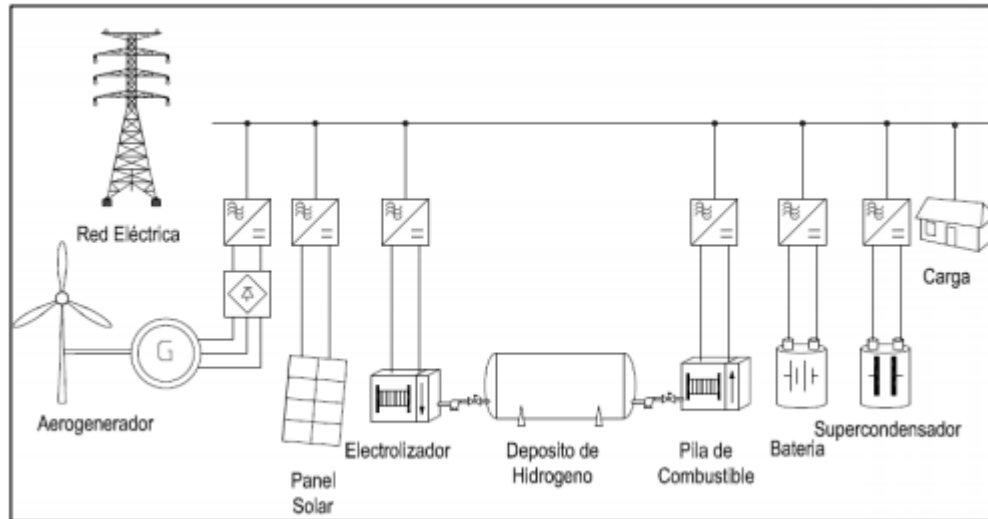 Red Eléctrica
Carga
G
Aerogenerador
Electrolizador
Panel
Solar
Deposito de
Hidrogeno
Pila de
Combustible
Bateria
Supercondensador